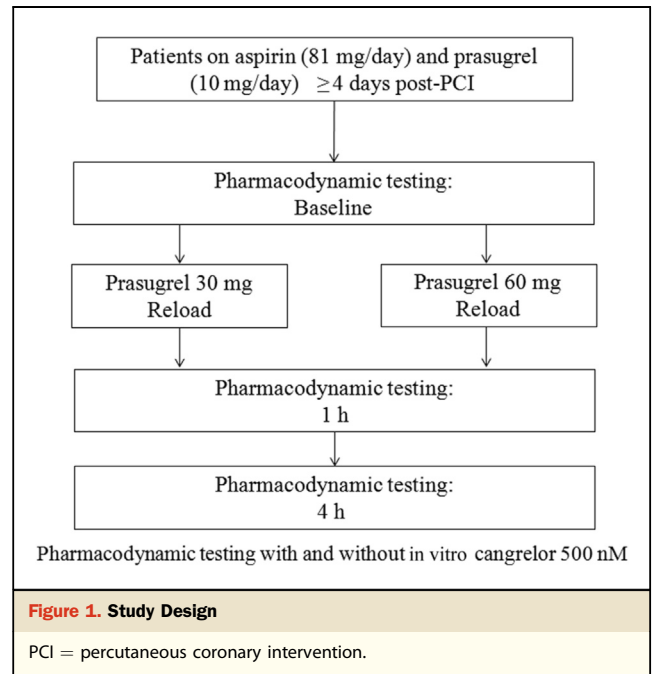 Patients on aspirin (81 mg/day) and prasugrel
(10 mg/day) ≥4 days post-PCI
Pharmacodynamic testing:
Baseline
Prasugrel 30 mg
Reload
Prasugrel 60 mg
Reload
Pharmacodynamic testing:
1 h
Pharmacodynamic testing:
4 h
Pharmacodynamic testing with and without in vitro cangrelor 500 nM
Figure 1. Study Design
PCI = percutaneous coronary intervention.